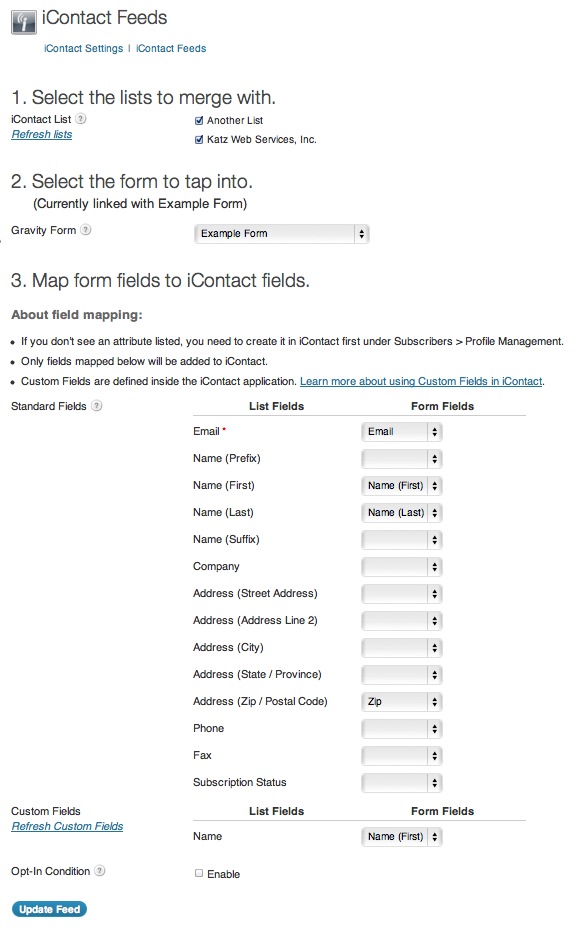 iContact Feeds
iContact Settings | iContact Feeds
1. Select the lists to merge with.
iContact List ?
Another List
Refresh lists
Katz Web Services, Inc.
2. Select the form to tap into.
(Currently linked with Example Form)
Gravity Form ?
Example Form
3. Map form fields to iContact fields.
About field mapping:
• If you don't see an attribute listed, you need to create it in iContact first under Subscribers > Profile Management.
• Only fields mapped below will be added to iContact.
• Custom Fields are defined inside the iContact application. Learn more about using Custom Fields in iContact.
Standard Fields ? List Fields Form Fields
Email * Email
Name (Prefix)
Name (First) Name (First)
Name (Last) Name (Last)
Name (Suffix)
Company
Address (Street Address)
Address (Address Line 2)
Address (City)
Address (State / Province)
Address (Zip / Postal Code) Zip
Phone
Fax
Subscription Status
Custom Fields List Fields Form Fields
Refresh Custom Fields
Name Name (First)
Opt-In Condition ? Enable
Update Feed